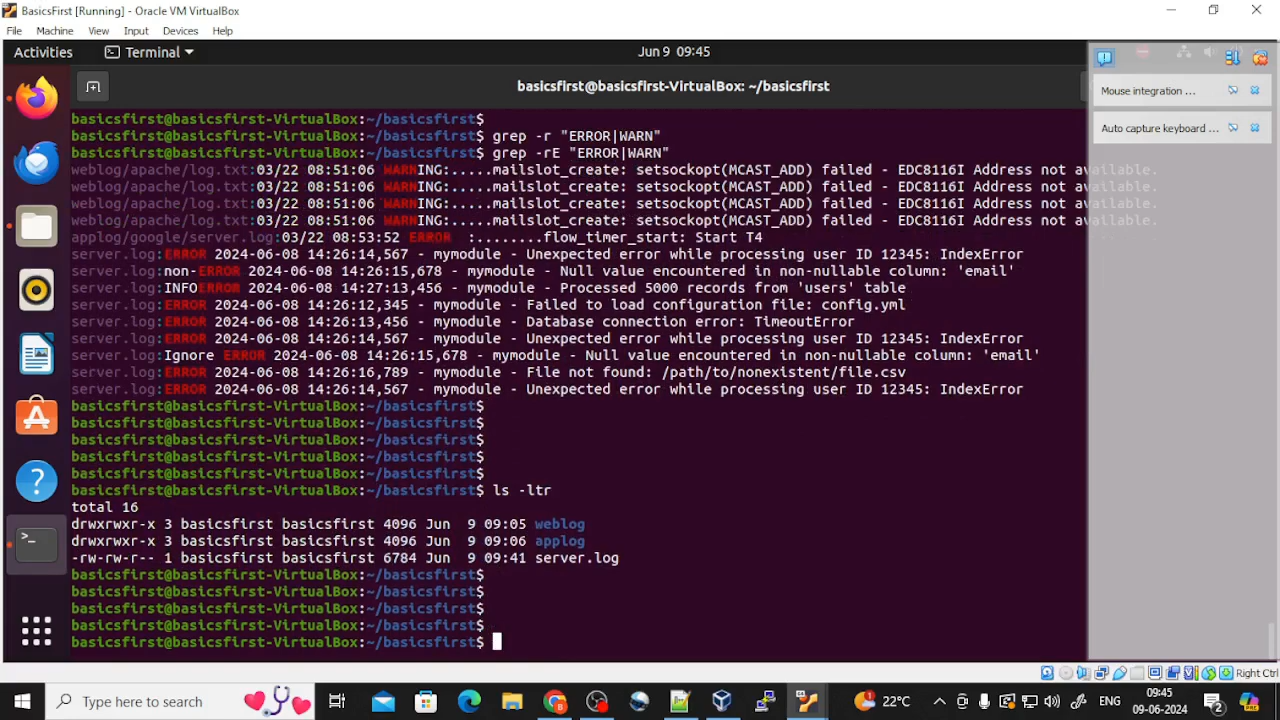 BasicsFirst [Running] - Oracle VM VirtualBox
File Machine View Input Devices Help
Activities Terminal Jun 9 09:45
basicsfirst@basicsfirst-VirtualBox: ~/basicsfirst
Mouse integration ...
Auto capture keyboard ...
basicsfirst@basicsfirst-VirtualBox:~/basicsfirst$
basicsfirst@basicsfirst-VirtualBox:~/basicsfirst$ grep -r "ERROR|WARN"
basicsfirst@basicsfirst-VirtualBox:~/basicsfirst$ grep -rE "ERROR|WARN"
weblog/apache/log.txt:03/22 08:51:06 WARNING:.....mailslot_create: setsockopt(MCAST_ADD) failed - EDC8116I Address not available.
weblog/apache/log.txt:03/22 08:51:06 WARNING:.....mailslot_create: setsockopt(MCAST_ADD) failed - EDC8116I Address not available.
weblog/apache/log.txt:03/22 08:51:06 WARNING:.....mailslot_create: setsockopt(MCAST_ADD) failed - EDC8116I Address not available.
weblog/apache/log.txt:03/22 08:51:06 WARNING:.....mailslot_create: setsockopt(MCAST_ADD) failed - EDC8116I Address not available.
applog/google/server.log:03/22 08:53:52 ERROR  :........flow_timer_start: Start T4
server.log:ERROR 2024-06-08 14:26:14,567 - mymodule - Unexpected error while processing user ID 12345: IndexError
server.log:non-ERROR 2024-06-08 14:26:15,678 - mymodule - Null value encountered in non-nullable column: 'email'
server.log:INFOERROR 2024-06-08 14:27:13,456 - mymodule - Processed 5000 records from 'users' table
server.log:ERROR 2024-06-08 14:26:12,345 - mymodule - Failed to load configuration file: config.yml
server.log:ERROR 2024-06-08 14:26:13,456 - mymodule - Database connection error: TimeoutError
server.log:ERROR 2024-06-08 14:26:14,567 - mymodule - Unexpected error while processing user ID 12345: IndexError
server.log:Ignore ERROR 2024-06-08 14:26:15,678 - mymodule - Null value encountered in non-nullable column: 'email'
server.log:ERROR 2024-06-08 14:26:16,789 - mymodule - File not found: /path/to/nonexistent/file.csv
server.log:ERROR 2024-06-08 14:26:14,567 - mymodule - Unexpected error while processing user ID 12345: IndexError
basicsfirst@basicsfirst-VirtualBox:~/basicsfirst$
basicsfirst@basicsfirst-VirtualBox:~/basicsfirst$
basicsfirst@basicsfirst-VirtualBox:~/basicsfirst$
basicsfirst@basicsfirst-VirtualBox:~/basicsfirst$
basicsfirst@basicsfirst-VirtualBox:~/basicsfirst$
basicsfirst@basicsfirst-VirtualBox:~/basicsfirst$ ls -ltr
total 16
drwxrwxr-x 3 basicsfirst basicsfirst 4096 Jun  9 09:05 weblog
drwxrwxr-x 3 basicsfirst basicsfirst 4096 Jun  9 09:06 applog
-rw-rw-r-- 1 basicsfirst basicsfirst 6784 Jun  9 09:41 server.log
basicsfirst@basicsfirst-VirtualBox:~/basicsfirst$
basicsfirst@basicsfirst-VirtualBox:~/basicsfirst$
basicsfirst@basicsfirst-VirtualBox:~/basicsfirst$
basicsfirst@basicsfirst-VirtualBox:~/basicsfirst$
basicsfirst@basicsfirst-VirtualBox:~/basicsfirst$
Right Ctrl
Type here to search
22°C
ENG
09:45
09-06-2024
2